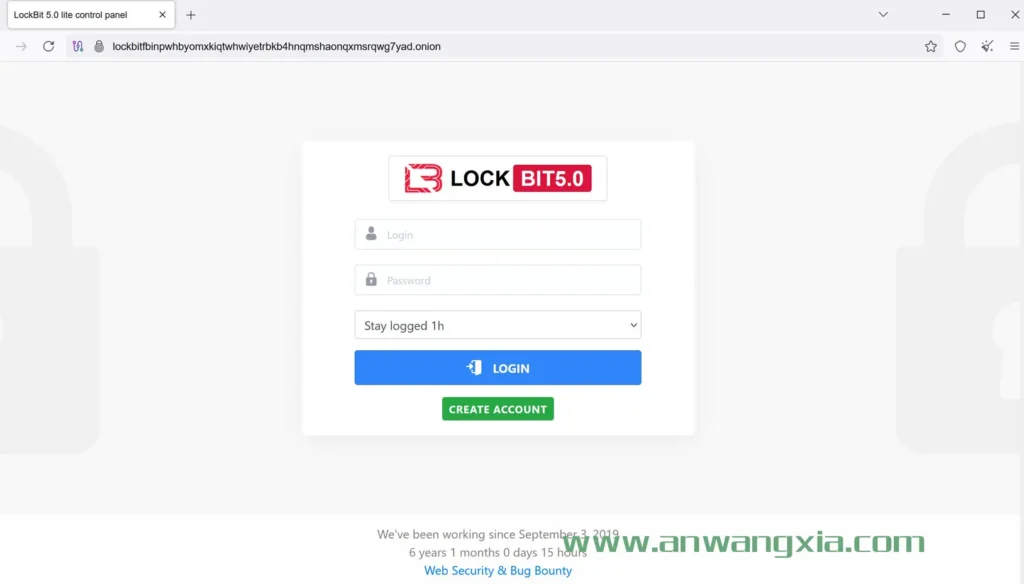 LockBit 5.0 lite control panel
lockbitfbinpwhbyomxkiqtwhwiyetrbkb4hnqmshaonqxmsrqwg7yad.onion
LOCK BIT5.0
Login
Password
Stay logged 1h
LOGIN
CREATE ACCOUNT
We've been working since September 3, 2019
6 years 1 months 0 days 15 hours
www.anwangxia.com
Web Security & Bug Bounty